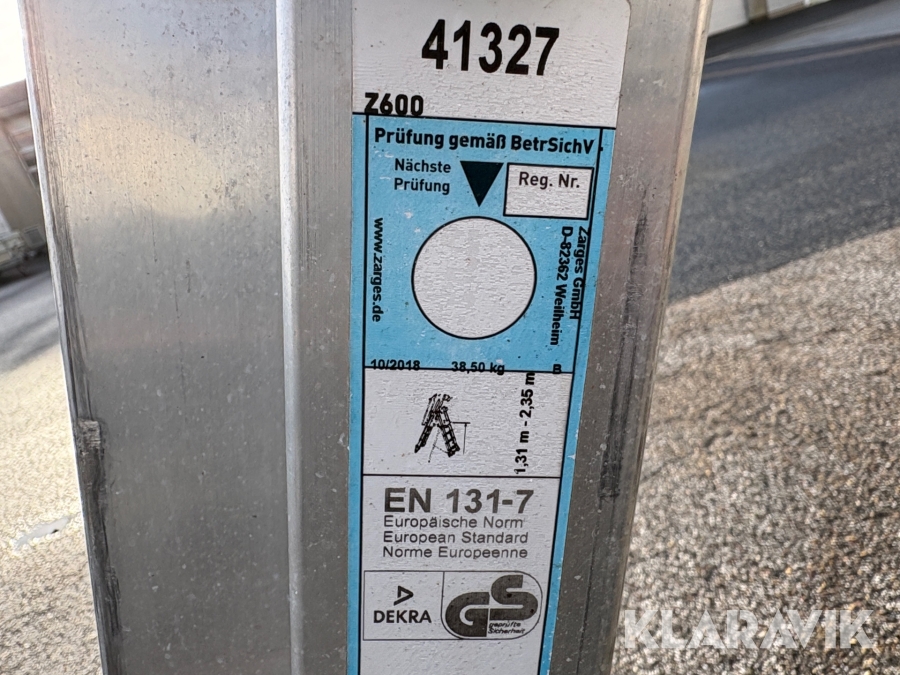 41327
Z600
Prüfung gemäß BetrSichV
Nächste
Prüfung
Reg. Nr.
www.zarges.de
Zarges GmbH
D-82362 Weilheim
10/2018 38,50 kg B
1,31 m - 2,35 m
EN 131-7
Europäische Norm
European Standard
Norme Europeenne
DEKRA
GS
geprüfte
Sicherheit
KLARAVIK